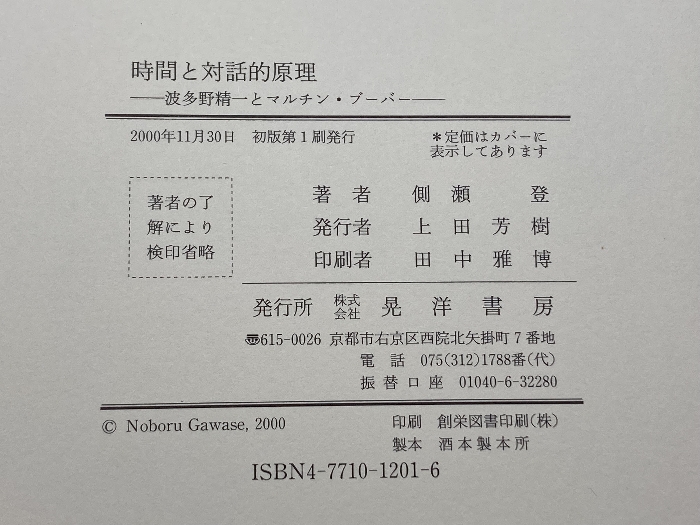 時間と対話的原理
——波多野精一とマルチン・ブーバー——
2000年11月30日　初版第1刷発行
＊定価はカバーに
表示してあります
著者の了
解により
検印省略
著　者　側　瀬　　登
発行者　上　田　芳　樹
印刷者　田　中　雅　博
発行所　株式会社　晃　洋　書　房
〠615-0026 京都市右京区西院北矢掛町7番地
電　話　075(312)1788番(代)
振替口座　01040-6-32280
© Noboru Gawase, 2000
印刷　創栄図書印刷(株)
製本　酒本製本所
ISBN4-7710-1201-6